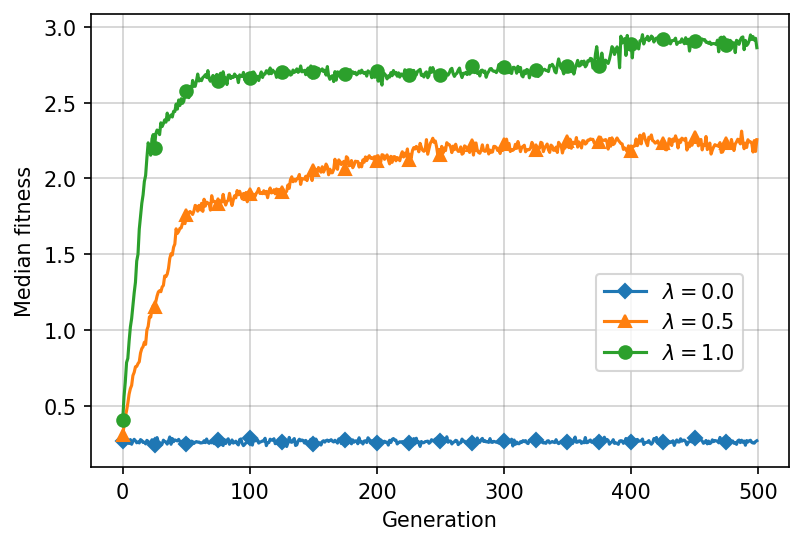 3.0
2.5
2.0
1.5
1.0
0.5
Median fitness
λ = 0.0
λ = 0.5
λ = 1.0
0 100 200 300 400 500
Generation